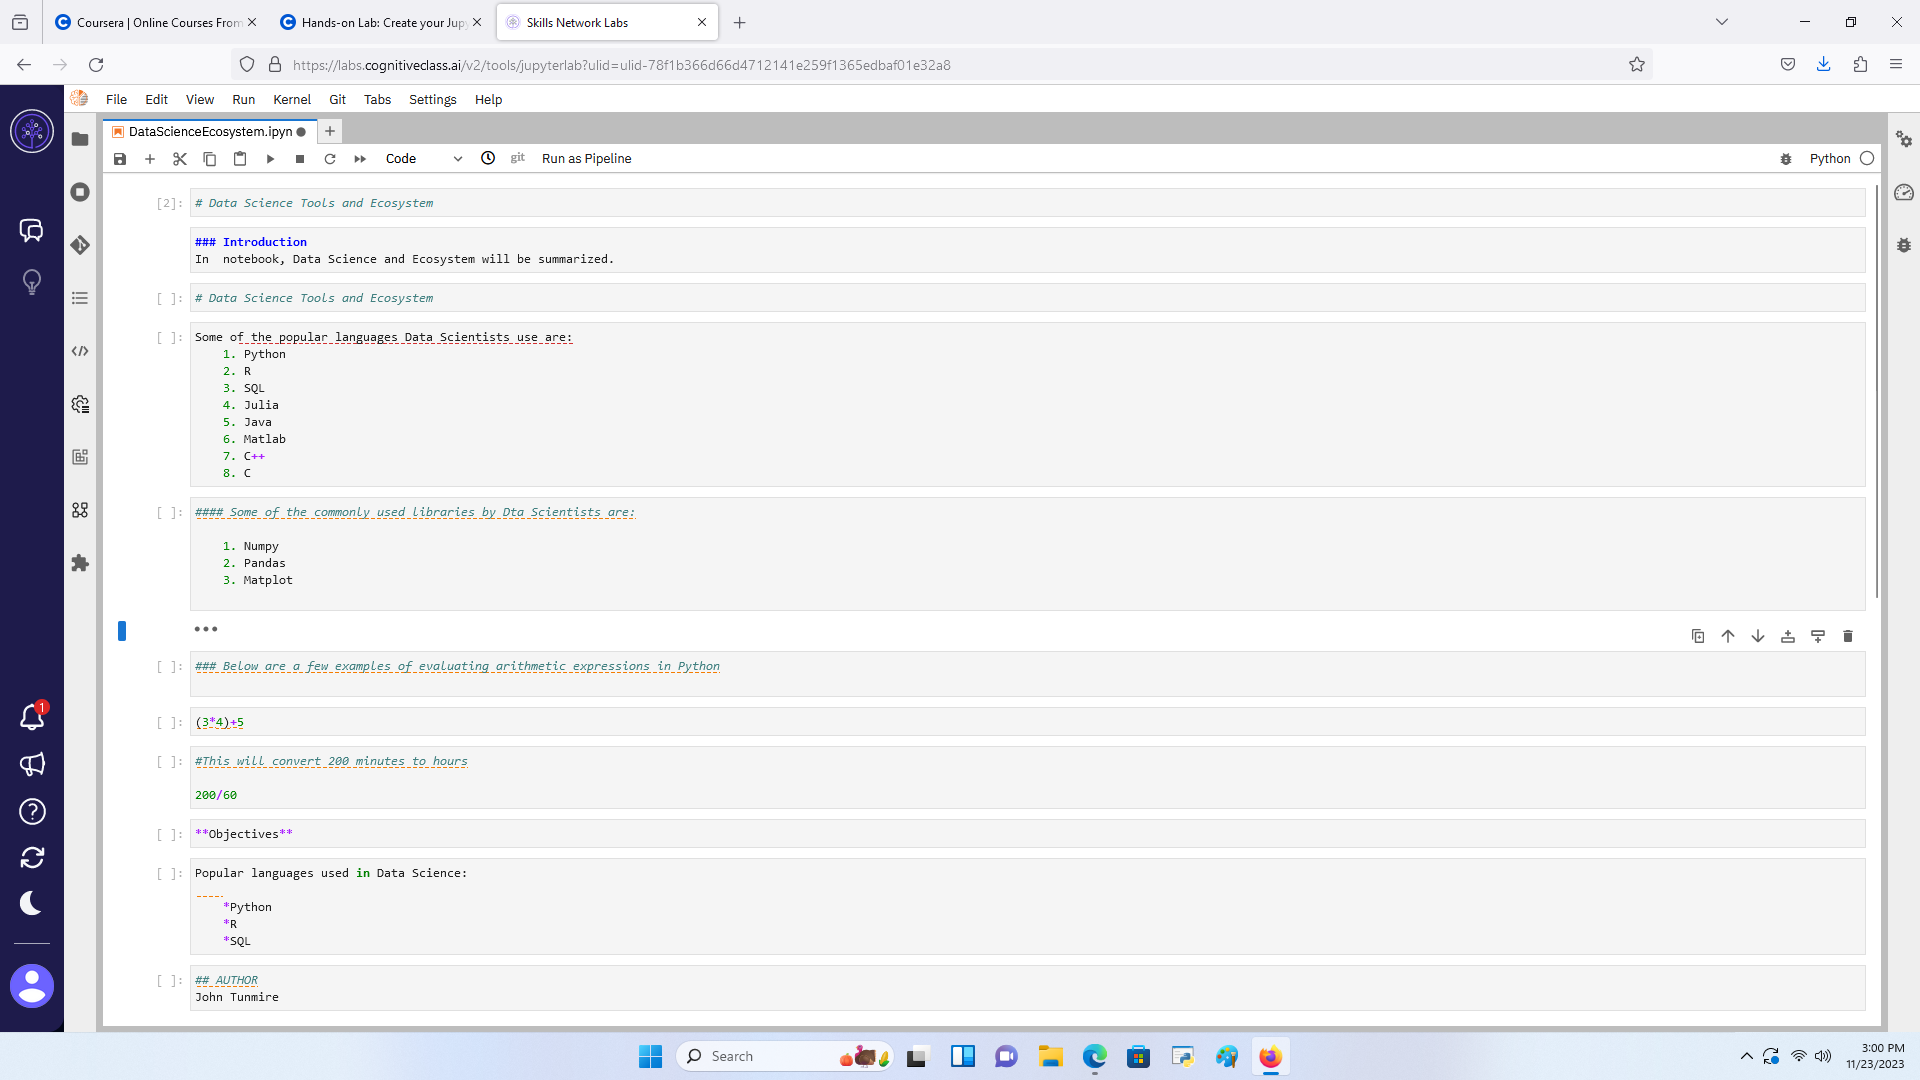 Coursera | Online Courses From
Hands-on Lab: Create your Jupy
Skills Network Labs
https://labs.cognitiveclass.ai/v2/tools/jupyterlab?ulid=ulid-78f1b366d66d4712141e259f1365edbaf01e32a8
File Edit View Run Kernel Git Tabs Settings Help
DataScienceEcosystem.ipyn
Code git Run as Pipeline Python
[2]: # Data Science Tools and Ecosystem
### Introduction
In  notebook, Data Science and Ecosystem will be summarized.
[ ]: # Data Science Tools and Ecosystem
[ ]: Some of the popular languages Data Scientists use are:
1. Python
2. R
3. SQL
4. Julia
5. Java
6. Matlab
7. C++
8. C
[ ]: #### Some of the commonly used libraries by Dta Scientists are:
1. Numpy
2. Pandas
3. Matplot
[ ]: ### Below are a few examples of evaluating arithmetic expressions in Python
[ ]: (3*4)+5
[ ]: #This will convert 200 minutes to hours
200/60
[ ]: **Objectives**
[ ]: Popular languages used in Data Science:
*Python
*R
*SQL
[ ]: ## AUTHOR
John Tunmire
1
Search
3:00 PM
11/23/2023